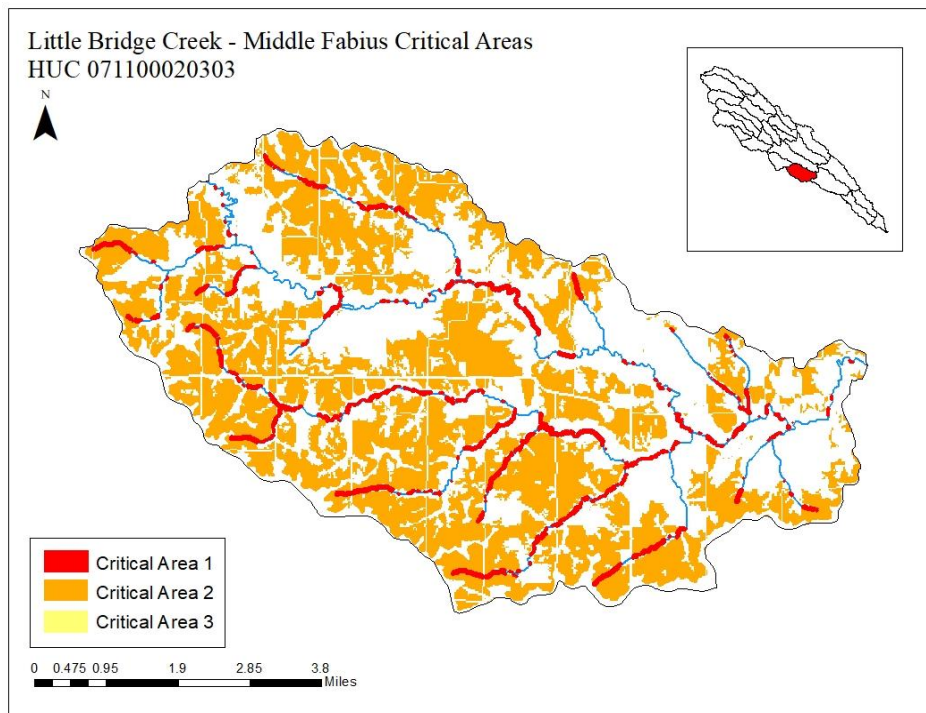 Little Bridge Creek - Middle Fabius Critical Areas
HUC 071100020303
N
Critical Area 1
Critical Area 2
Critical Area 3
0 0.475 0.95 1.9 2.85 3.8
Miles